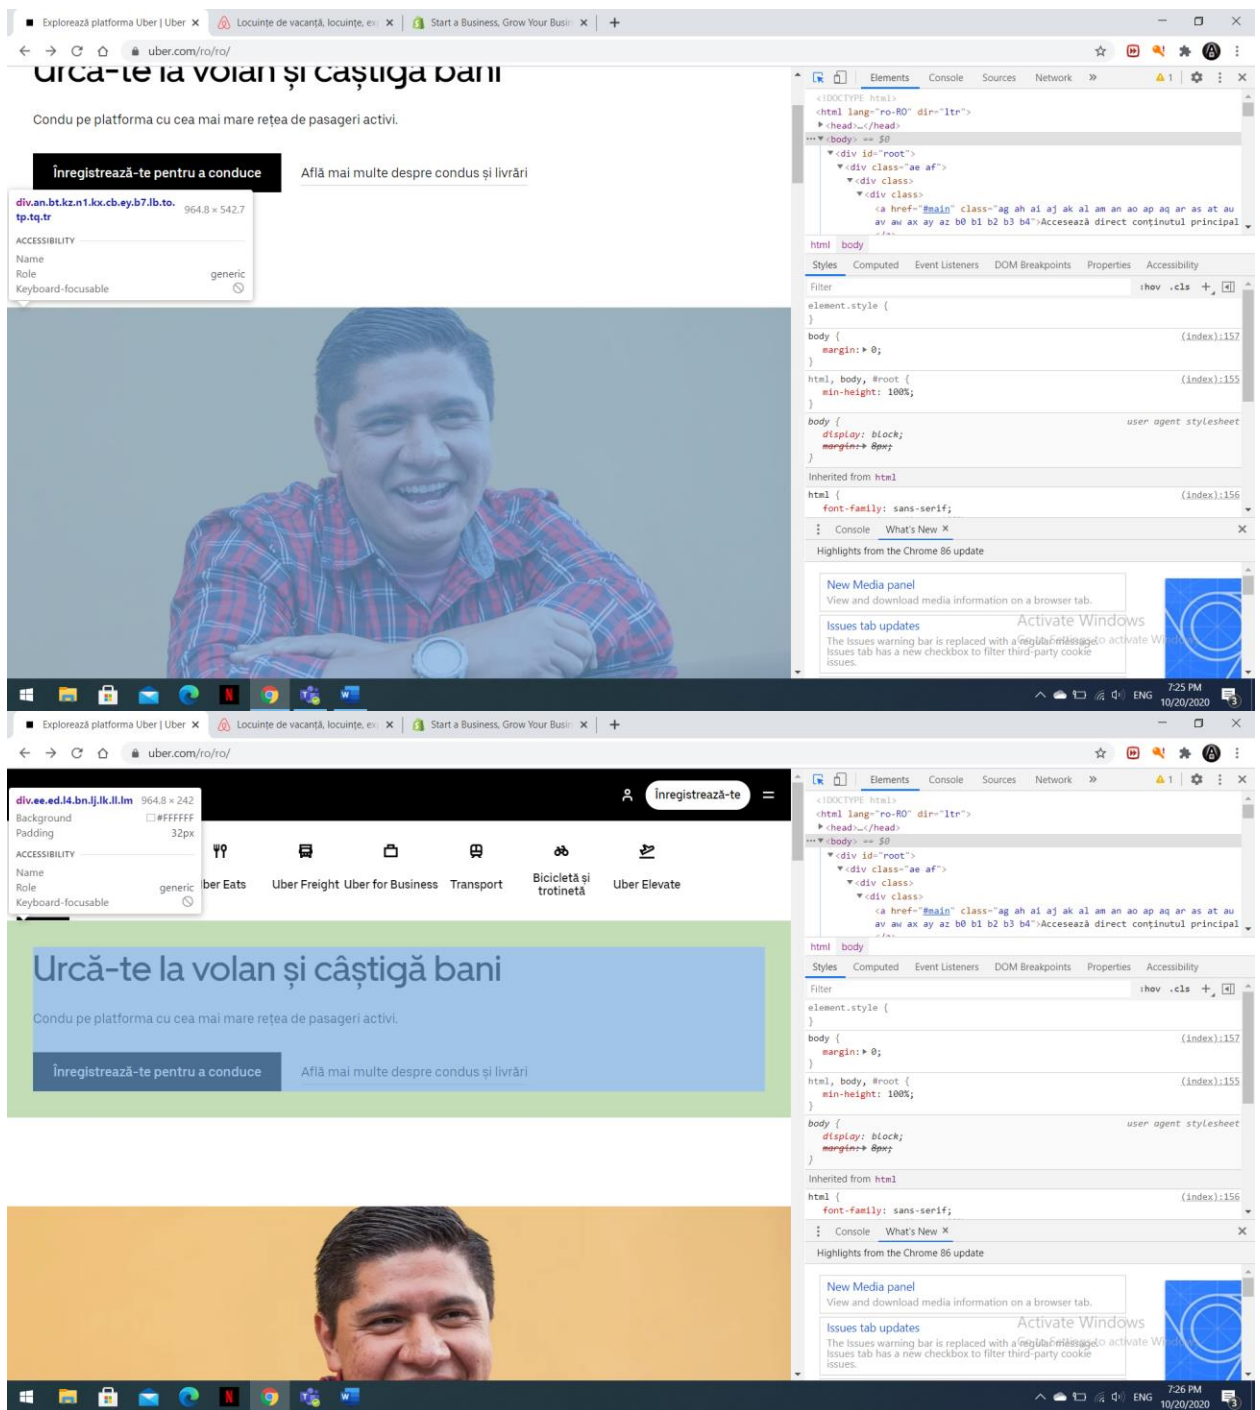 Explorează platforma Uber | Uber
Locuințe de vacanță, locuințe, ex
Start a Business, Grow Your Busin
uber.com/ro/ro/
Urcă-te la volan și câștigă bani
Condu pe platforma cu cea mai mare rețea de pasageri activi.
Înregistrează-te pentru a conduce
Află mai multe despre condus și livrări
div.an.bt.kz.n1.kx.cb.ey.b7.lb.to.
tp.tq.tr
964.8 × 542.7
ACCESSIBILITY
Name
Role generic
Keyboard-focusable
Elements Console Sources Network »
1
<!DOCTYPE html>
<html lang="ro-RO" dir="ltr">
<head>…</head>
<body> == $0
<div id="root">
<div class="ae af">
<div class>
<div class>
<a href="#main" class="ag ah ai aj ak al am an ao ap aq ar as at au
av aw ax ay az b0 b1 b2 b3 b4">Accesează direct conținutul principal
html body
Styles Computed Event Listeners DOM Breakpoints Properties Accessibility
Filter :hov .cls +
element.style {
}
body { (index):157
margin: 0;
}
html, body, #root { (index):155
min-height: 100%;
}
body { user agent stylesheet
display: block;
margin: 8px;
}
Inherited from html
html { (index):156
font-family: sans-serif;
Console What's New ×
Highlights from the Chrome 86 update
New Media panel
View and download media information on a browser tab.
Issues tab updates
The Issues warning bar is replaced with a regular message.
Issues tab has a new checkbox to filter third-party cookie
issues.
Activate Windows
Go to Settings to activate
ENG
7:25 PM
10/20/2020
3
Explorează platforma Uber | Uber
Locuințe de vacanță, locuințe, ex
Start a Business, Grow Your Busin
uber.com/ro/ro/
Înregistrează-te
div.ee.ed.l4.bn.lj.lk.ll.lm 964.8 × 242
Background #FFFFFF
Padding 32px
ACCESSIBILITY
Name
Role generic
Keyboard-focusable
ber Eats
Uber Freight
Uber for Business
Transport
Bicicletă și
trotinetă
Uber Elevate
Urcă-te la volan și câștigă bani
Condu pe platforma cu cea mai mare rețea de pasageri activi.
Înregistrează-te pentru a conduce
Află mai multe despre condus și livrări
Elements Console Sources Network »
1
<!DOCTYPE html>
<html lang="ro-RO" dir="ltr">
<head>…</head>
<body> == $0
<div id="root">
<div class="ae af">
<div class>
<div class>
<a href="#main" class="ag ah ai aj ak al am an ao ap aq ar as at au
av aw ax ay az b0 b1 b2 b3 b4">Accesează direct conținutul principal
html body
Styles Computed Event Listeners DOM Breakpoints Properties Accessibility
Filter :hov .cls +
element.style {
}
body { (index):157
margin: 0;
}
html, body, #root { (index):155
min-height: 100%;
}
body { user agent stylesheet
display: block;
margin: 8px;
}
Inherited from html
html { (index):156
font-family: sans-serif;
Console What's New ×
Highlights from the Chrome 86 update
New Media panel
View and download media information on a browser tab.
Issues tab updates
The Issues warning bar is replaced with a regular message.
Issues tab has a new checkbox to filter third-party cookie
issues.
Activate Windows
Go to Settings to activate
ENG
7:26 PM
10/20/2020
3